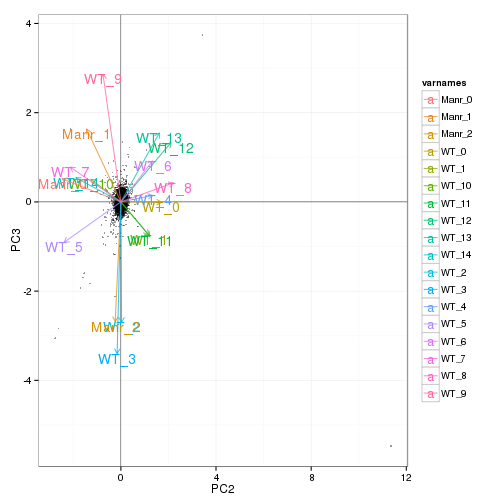 4
2
0
-2
-4
PC3
0
4
8
12
PC2
WT_9
Manr_1
WT_13
WT_12
WT_6
WT_7
WT_8
WT_4
WT_0
WT_11
WT_5
Manr_2
WT_3
varnames
a Manr_0
a Manr_1
a Manr_2
a WT_0
a WT_1
a WT_10
a WT_11
a WT_12
a WT_13
a WT_14
a WT_2
a WT_3
a WT_4
a WT_5
a WT_6
a WT_7
a WT_8
a WT_9